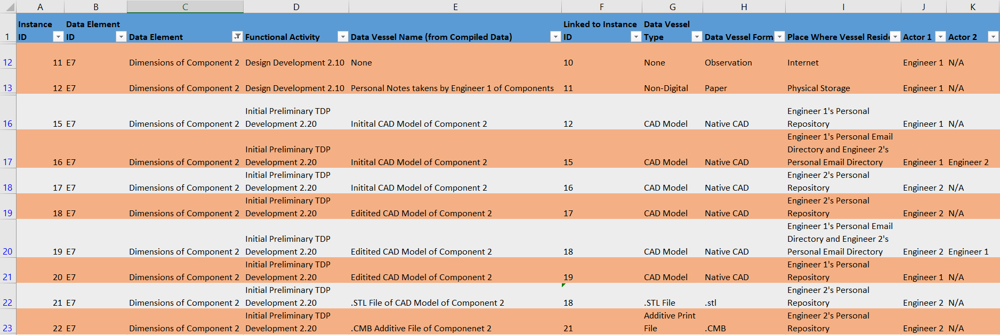 A B C D E F G H I J K
Instance Data Element Linked to Instance Data Vessel
1 ID ID Data Element Functional Activity Data Vessel Name (from Compiled Data) ID Type Data Vessel Form Place Where Vessel Reside Actor 1 Actor 2
12 11 E7 Dimensions of Component 2 Design Development 2.10 None 10 None Observation Internet Engineer 1 N/A
13 12 E7 Dimensions of Component 2 Design Development 2.10 Personal Notes takens by Engineer 1 of Components 11 Non-Digital Paper Physical Storage Engineer 1 N/A
Initial Preliminary TDP Engineer 1's Personal
16 15 E7 Dimensions of Component 2 Development 2.20 Initital CAD Model of Component 2 12 CAD Model Native CAD Repository Engineer 1 N/A
Engineer 1's Personal Email
Initial Preliminary TDP Directory and Engineer 2's
17 16 E7 Dimensions of Component 2 Development 2.20 Initital CAD Model of Component 2 15 CAD Model Native CAD Personal Email Directory Engineer 1 Engineer 2
Initial Preliminary TDP Engineer 2's Personal
18 17 E7 Dimensions of Component 2 Development 2.20 Initital CAD Model of Component 2 16 CAD Model Native CAD Repository Engineer 2 N/A
Initial Preliminary TDP Engineer 2's Personal
19 18 E7 Dimensions of Component 2 Development 2.20 Editited CAD Model of Component 2 17 CAD Model Native CAD Repository Engineer 2 N/A
Engineer 1's Personal Email
Initial Preliminary TDP Directory and Engineer 2's
20 19 E7 Dimensions of Component 2 Development 2.20 Editited CAD Model of Component 2 18 CAD Model Native CAD Personal Email Directory Engineer 2 Engineer 1
Initial Preliminary TDP Engineer 1's Personal
21 20 E7 Dimensions of Component 2 Development 2.20 Editited CAD Model of Component 2 19 CAD Model Native CAD Repository Engineer 1 N/A
Initial Preliminary TDP Engineer 2's Personal
22 21 E7 Dimensions of Component 2 Development 2.20 .STL File of CAD Model of Component 2 18 .STL File .stl Repository Engineer 2 N/A
Initial Preliminary TDP Additive Print Engineer 2's Personal
23 22 E7 Dimensions of Component 2 Development 2.20 .CMB Additive File of Componenet 2 21 File .CMB Repository Engineer 2 N/A